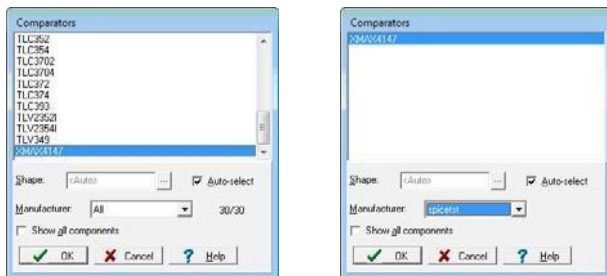 Comparators
TLC352
TLC354
TLC3702
TLC3704
TLC372
TLC374
TLC393
TLV2352I
TLV2354I
TLV349
XMAX4147
Shape: <Auto> ... Auto-select
Manufacturer: All 30/30
Show all components
OK Cancel ? Help
Comparators
XMAX4147
Shape: <Auto> ... Auto-select
Manufacturer: spicetst
Show all components
OK Cancel ? Help